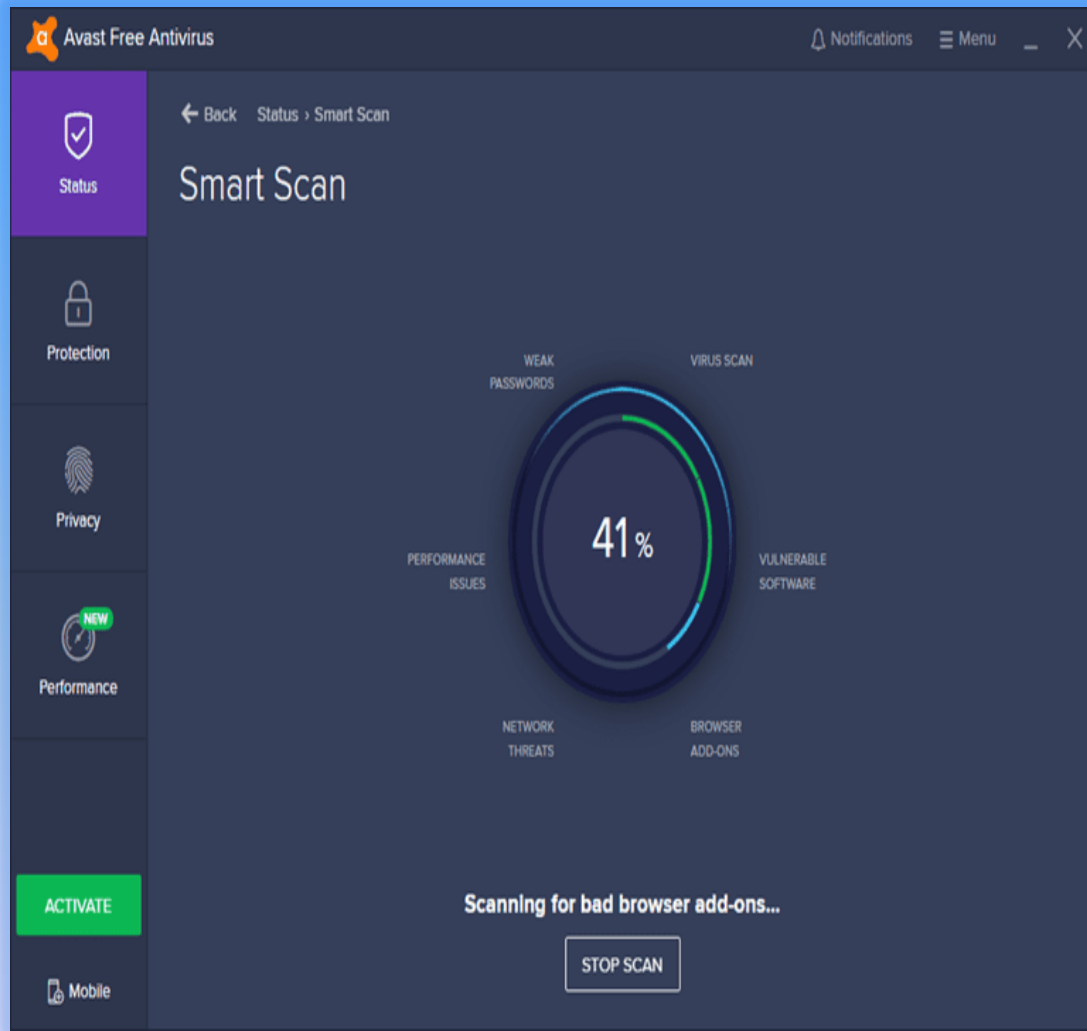 Avast Free Antivirus
Notifications
Menu
Back
Status › Smart Scan
Smart Scan
Status
Protection
Privacy
NEW
Performance
ACTIVATE
Mobile
WEAK
PASSWORDS
VIRUS SCAN
41%
PERFORMANCE
ISSUES
VULNERABLE
SOFTWARE
NETWORK
THREATS
BROWSER
ADD-ONS
Scanning for bad browser add-ons...
STOP SCAN